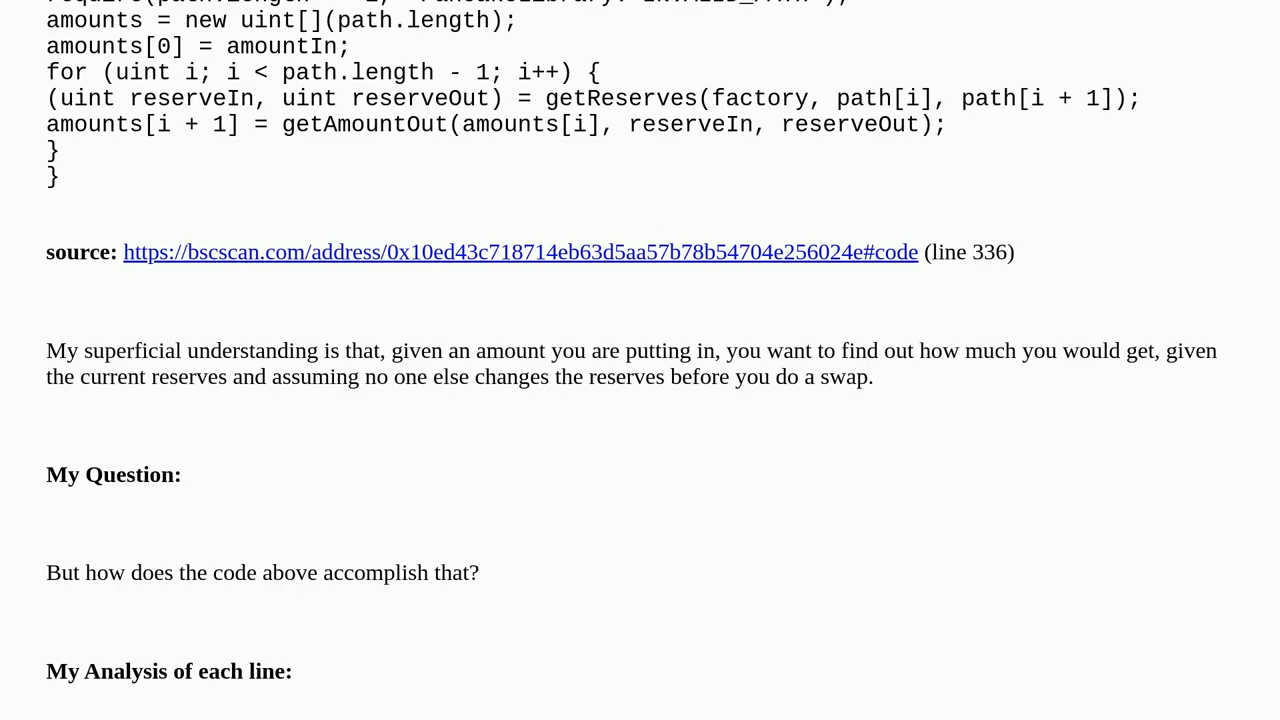 amounts = new uint[](path.length);
amounts[0] = amountIn;
for (uint i; i < path.length - 1; i++) {
(uint reserveIn, uint reserveOut) = getReserves(factory, path[i], path[i + 1]);
amounts[i + 1] = getAmountOut(amounts[i], reserveIn, reserveOut);
}
}
source: https://bscscan.com/address/0x10ed43c718714eb63d5aa57b78b54704e256024e#code (line 336)
My superficial understanding is that, given an amount you are putting in, you want to find out how much you would get, given
the current reserves and assuming no one else changes the reserves before you do a swap.
My Question:
But how does the code above accomplish that?
My Analysis of each line: